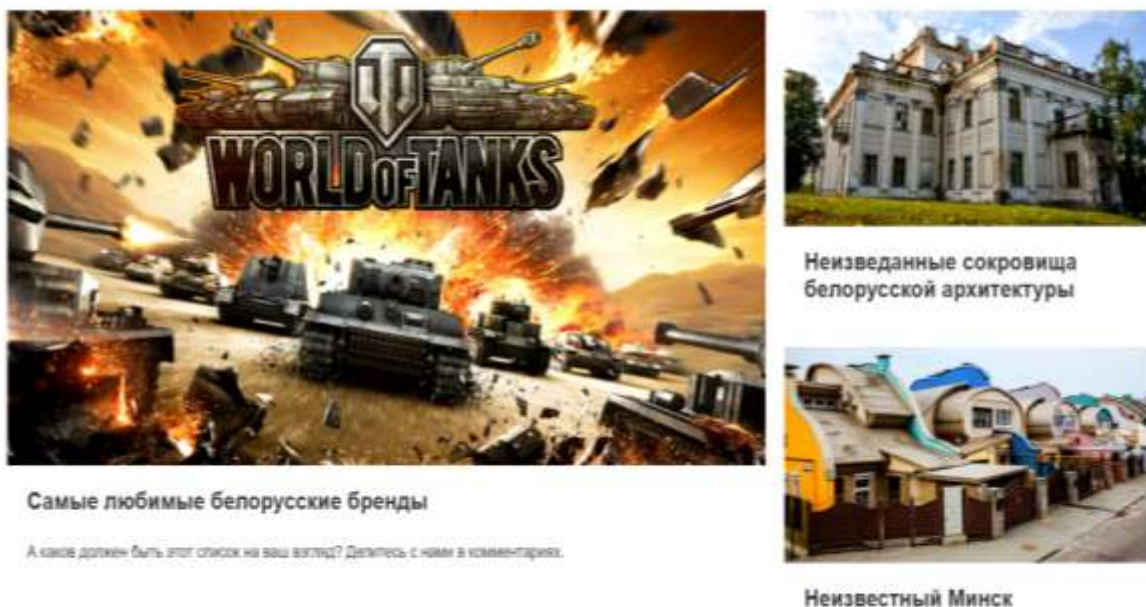 WORLD OF TANKS
Самые любимые белорусские бренды
А каков должен быть этот список на ваш взгляд? Делитесь с нами в комментариях.
Неизведанные сокровища
белорусской архитектуры
Неизвестный Минск